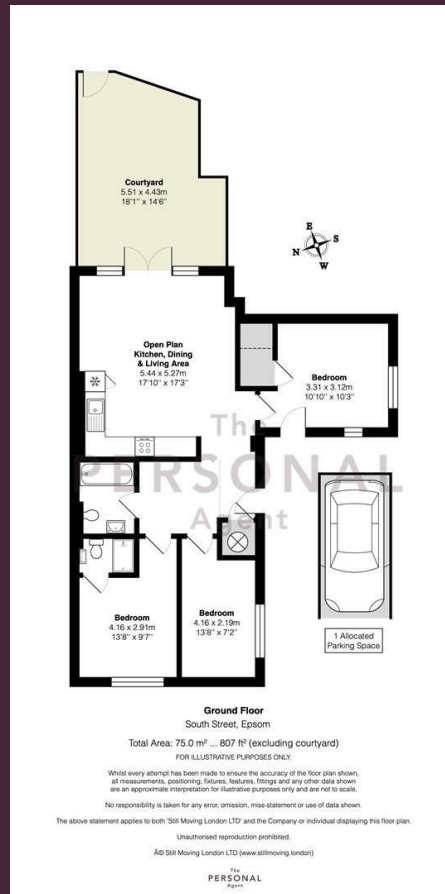 Courtyard
5.51 x 4.43m
18'1" x 14'6"
E
N
S
W
Open Plan
Kitchen, Dining
& Living Area
5.44 x 5.27m
17'10" x 17'3"
Bedroom
3.31 x 3.12m
10'10" x 10'3"
The
PERSONAL
Agent
Bedroom
4.16 x 2.91m
13'8" x 9'7"
Bedroom
4.16 x 2.19m
13'8" x 7'2"
1 Allocated
Parking Space
Ground Floor
South Street, Epsom
Total Area: 75.0 m² ... 807 ft² (excluding courtyard)
FOR ILLUSTRATIVE PURPOSES ONLY.
Whilst every attempt has been made to ensure the accuracy of the floor plan shown,
all measurements, positioning, fixtures, features, fittings and any other data shown
are an approximate interpretation for illustrative purposes only and are not to scale.
No responsibility is taken for any error, omission, miss-statement or use of data shown.
The above statement applies to both 'Still Moving London LTD' and the Company or individual displaying this floor plan.
Unauthorised reproduction prohibited.
Â© Still Moving London LTD (www.stillmoving.london)
The
PERSONAL
Agent